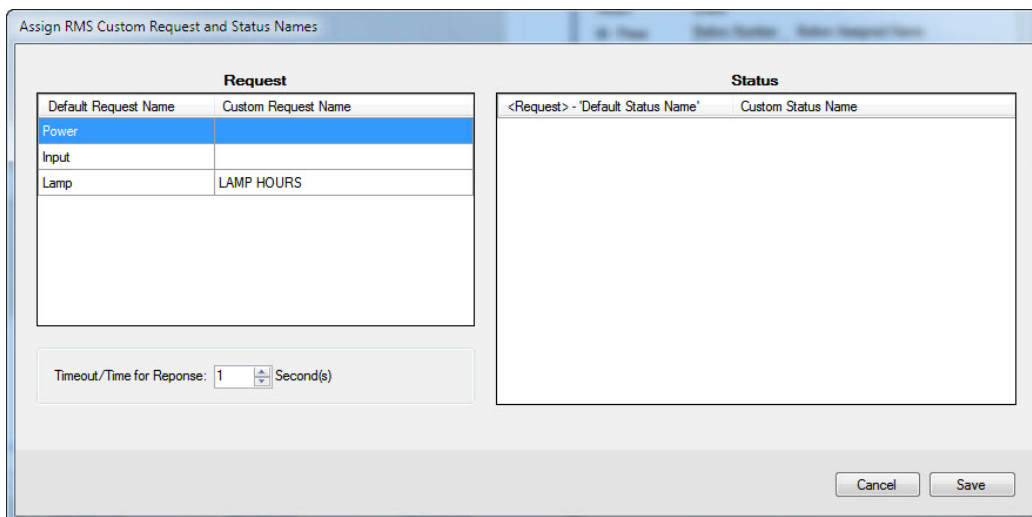 Assign RMS Custom Request and Status Names
Request
Default Request Name Custom Request Name
Power
Input
Lamp LAMP HOURS
Timeout/Time for Reponse: 1 Second(s)
Status
<Request> - 'Default Status Name' Custom Status Name
Cancel Save